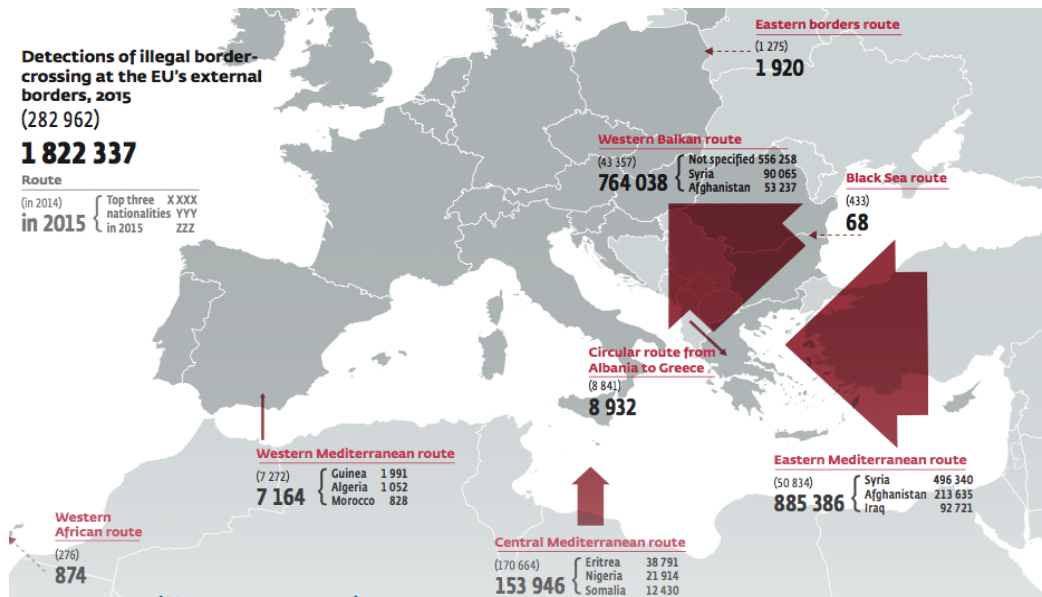 Detections of illegal border-
crossing at the EU's external
borders, 2015
(282 962)
1 822 337
Route
(in 2014)
in 2015
Top three X XXX
nationalities YYY
in 2015 ZZZ
Eastern borders route
(1 275)
1 920
Western Balkan route
(43 357)
764 038
Not specified 556 258
Syria 90 065
Afghanistan 53 237
Black Sea route
(433)
68
Circular route from
Albania to Greece
(8 841)
8 932
Western Mediterranean route
(7 272)
7 164
Guinea 1 991
Algeria 1 052
Morocco 828
Eastern Mediterranean route
(50 834)
885 386
Syria 496 340
Afghanistan 213 635
Iraq 92 721
Western
African route
(276)
874
Central Mediterranean route
(170 664)
153 946
Eritrea 38 791
Nigeria 21 914
Somalia 12 430